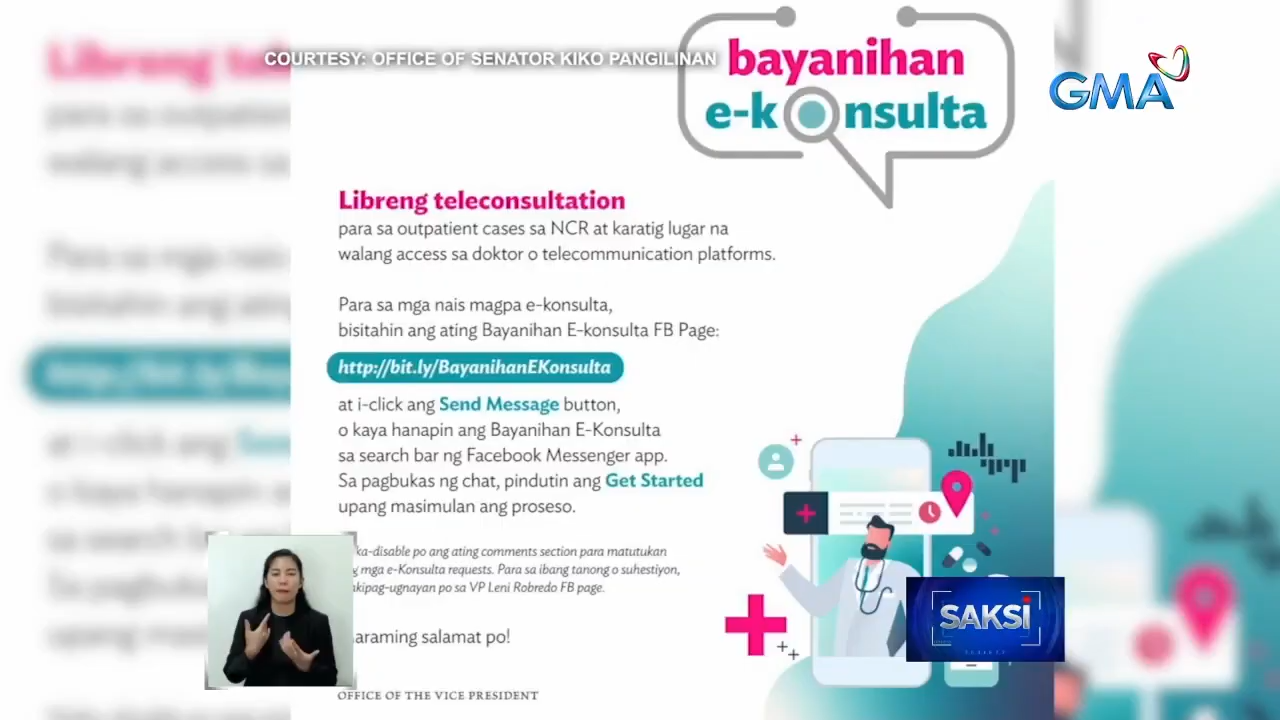 COURTESY: OFFICE OF SENATOR KIKO PANGILINAN
bayanihan
e-konsulta
GMA
Libreng teleconsultation
para sa outpatient cases sa NCR at karatig lugar na
walang access sa doktor o telecommunication platforms.
Para sa mga nais magpa e-konsulta,
bisitahin ang ating Bayanihan E-konsulta FB Page:
http://bit.ly/BayanihanEKonsulta
at i-click ang Send Message button,
o kaya hanapin ang Bayanihan E-Konsulta
sa search bar ng Facebook Messenger app.
Sa pagbukas ng chat, pindutin ang Get Started
upang masimulan ang proseso.
ka-disable po ang ating comments section para matutukan
mga e-Konsulta requests. Para sa ibang tanong o suhestiyon,
akipag-ugnayan po sa VP Leni Robredo FB page.
araming salamat po!
OFFICE OF THE VICE PRESIDENT
SAKSI